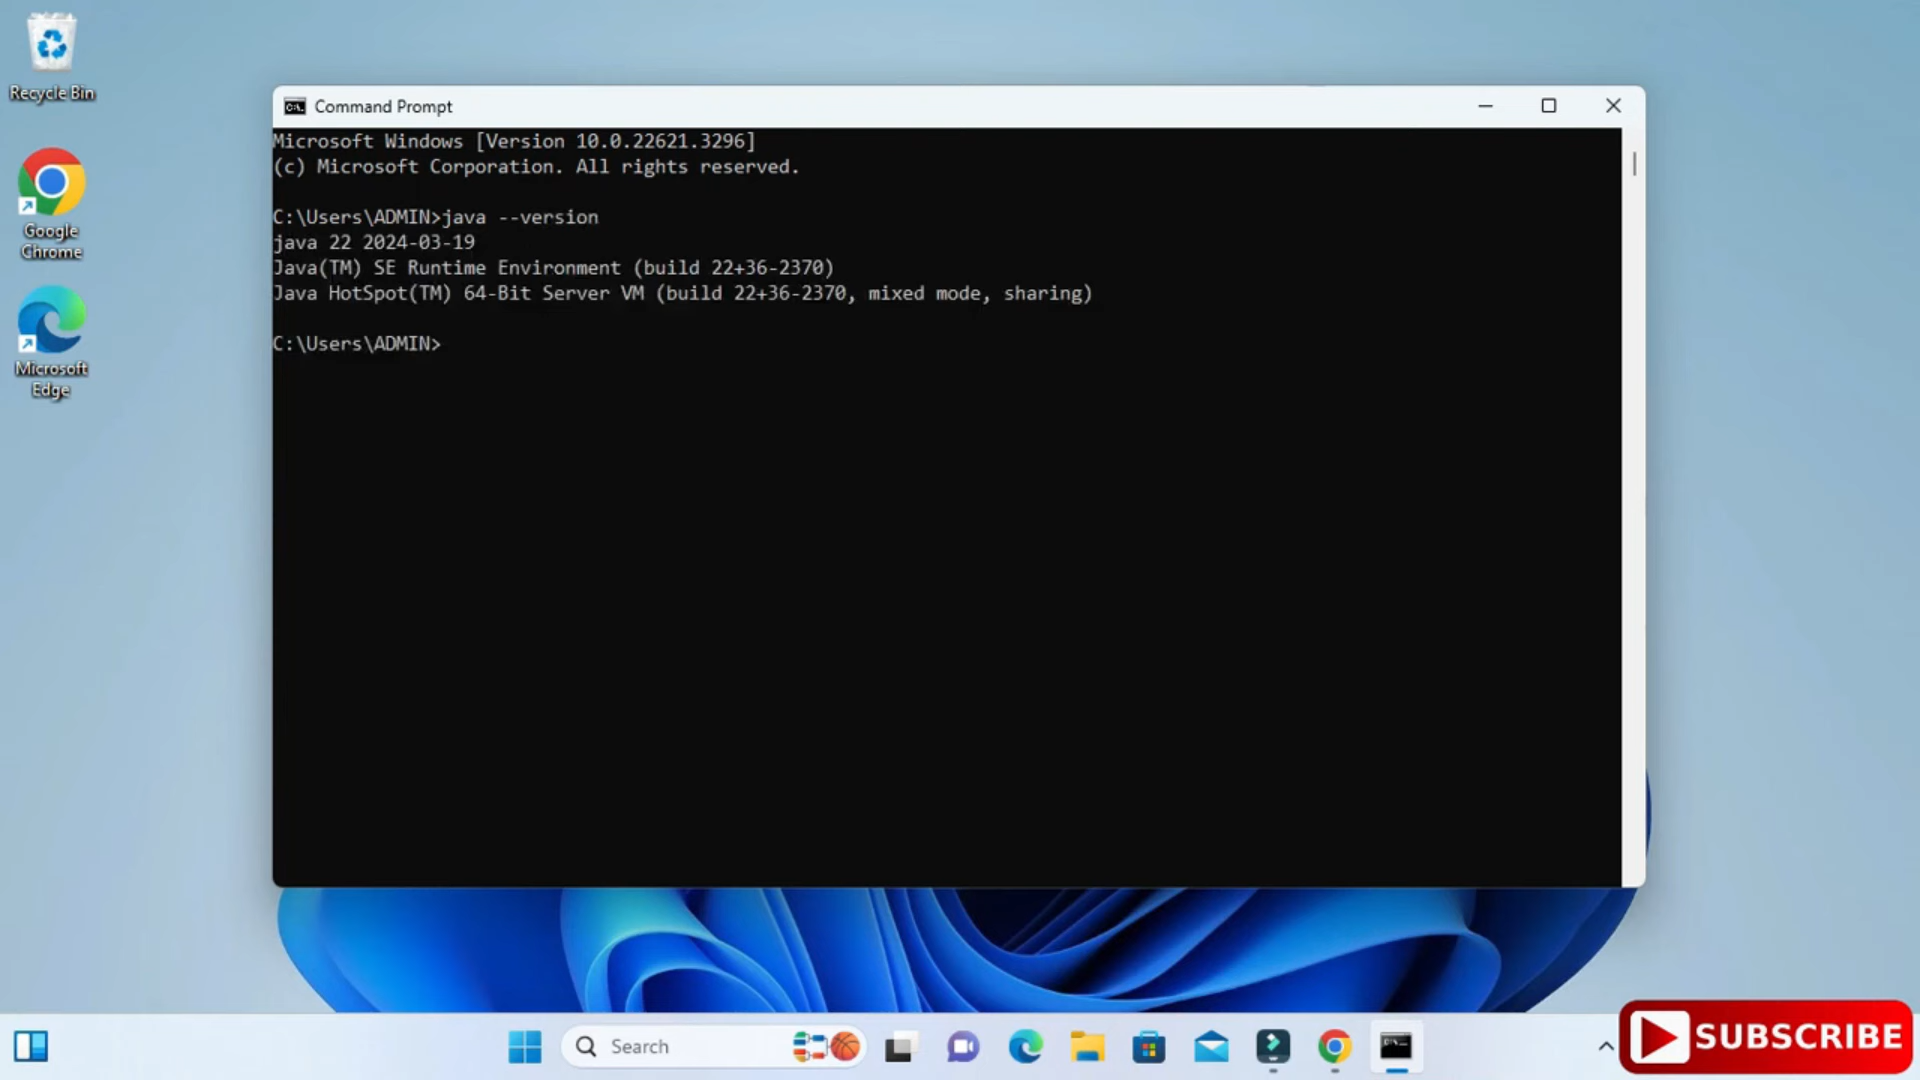 Recycle Bin
Google
Chrome
Microsoft
Edge
Command Prompt
Microsoft Windows [Version 10.0.22621.3296]
(c) Microsoft Corporation. All rights reserved.
C:\Users\ADMIN>java --version
java 22 2024-03-19
Java(TM) SE Runtime Environment (build 22+36-2370)
Java HotSpot(TM) 64-Bit Server VM (build 22+36-2370, mixed mode, sharing)
C:\Users\ADMIN>
Search
SUBSCRIBE